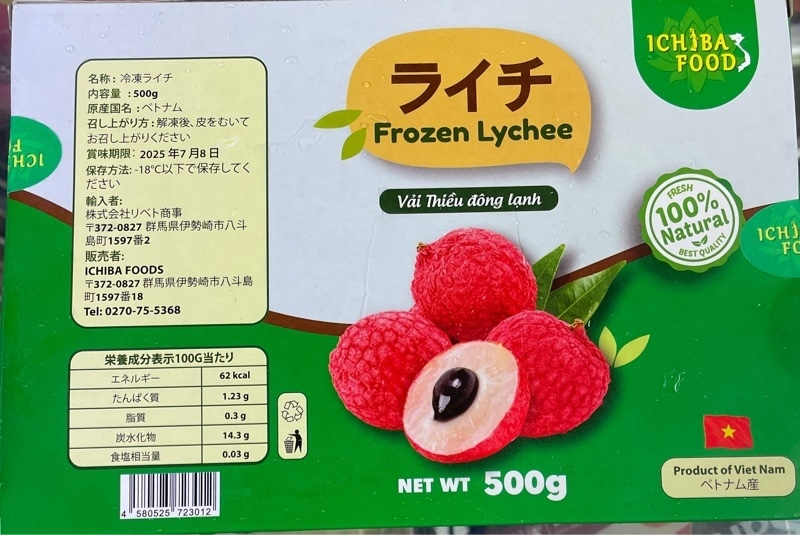 名称 : 冷凍ライチ
内容量 : 500g
原産国名 : ベトナム
召し上がり方 : 解凍後、皮をむいて
お召し上がりください
賞味期限: 2025 年7月8日
保存方法: -18℃以下で保存してく
ださい
輸入者:
株式会社リベト商事
〒372-0827 群馬県伊勢崎市八斗
島町1597番2
販売者:
ICHIBA FOODS
〒372-0827 群馬県伊勢崎市八斗島
町1597番18
Tel: 0270-75-5368
栄養成分表示100G当たり
エネルギー 62 kcal
たんぱく質 1.23 g
脂質 0.3 g
炭水化物 14.3 g
食塩相当量 0.03 g
4 580525 723012
ライチ
Frozen Lychee
Vải Thiều đông lạnh
ICHIBA
FOOD
FRESH
100%
Natural
BEST QUALITY
NET WT 500g
Product of Viet Nam
ベトナム産